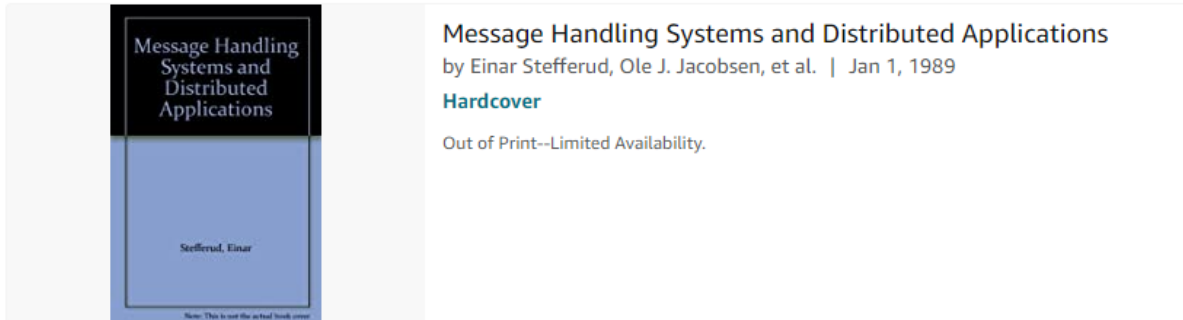 Message Handling
Systems and
Distributed
Applications
Stefferud, Einar
Note: This is not the actual book cover
Message Handling Systems and Distributed Applications
by Einar Stefferud, Ole J. Jacobsen, et al. | Jan 1, 1989
Hardcover
Out of Print--Limited Availability.